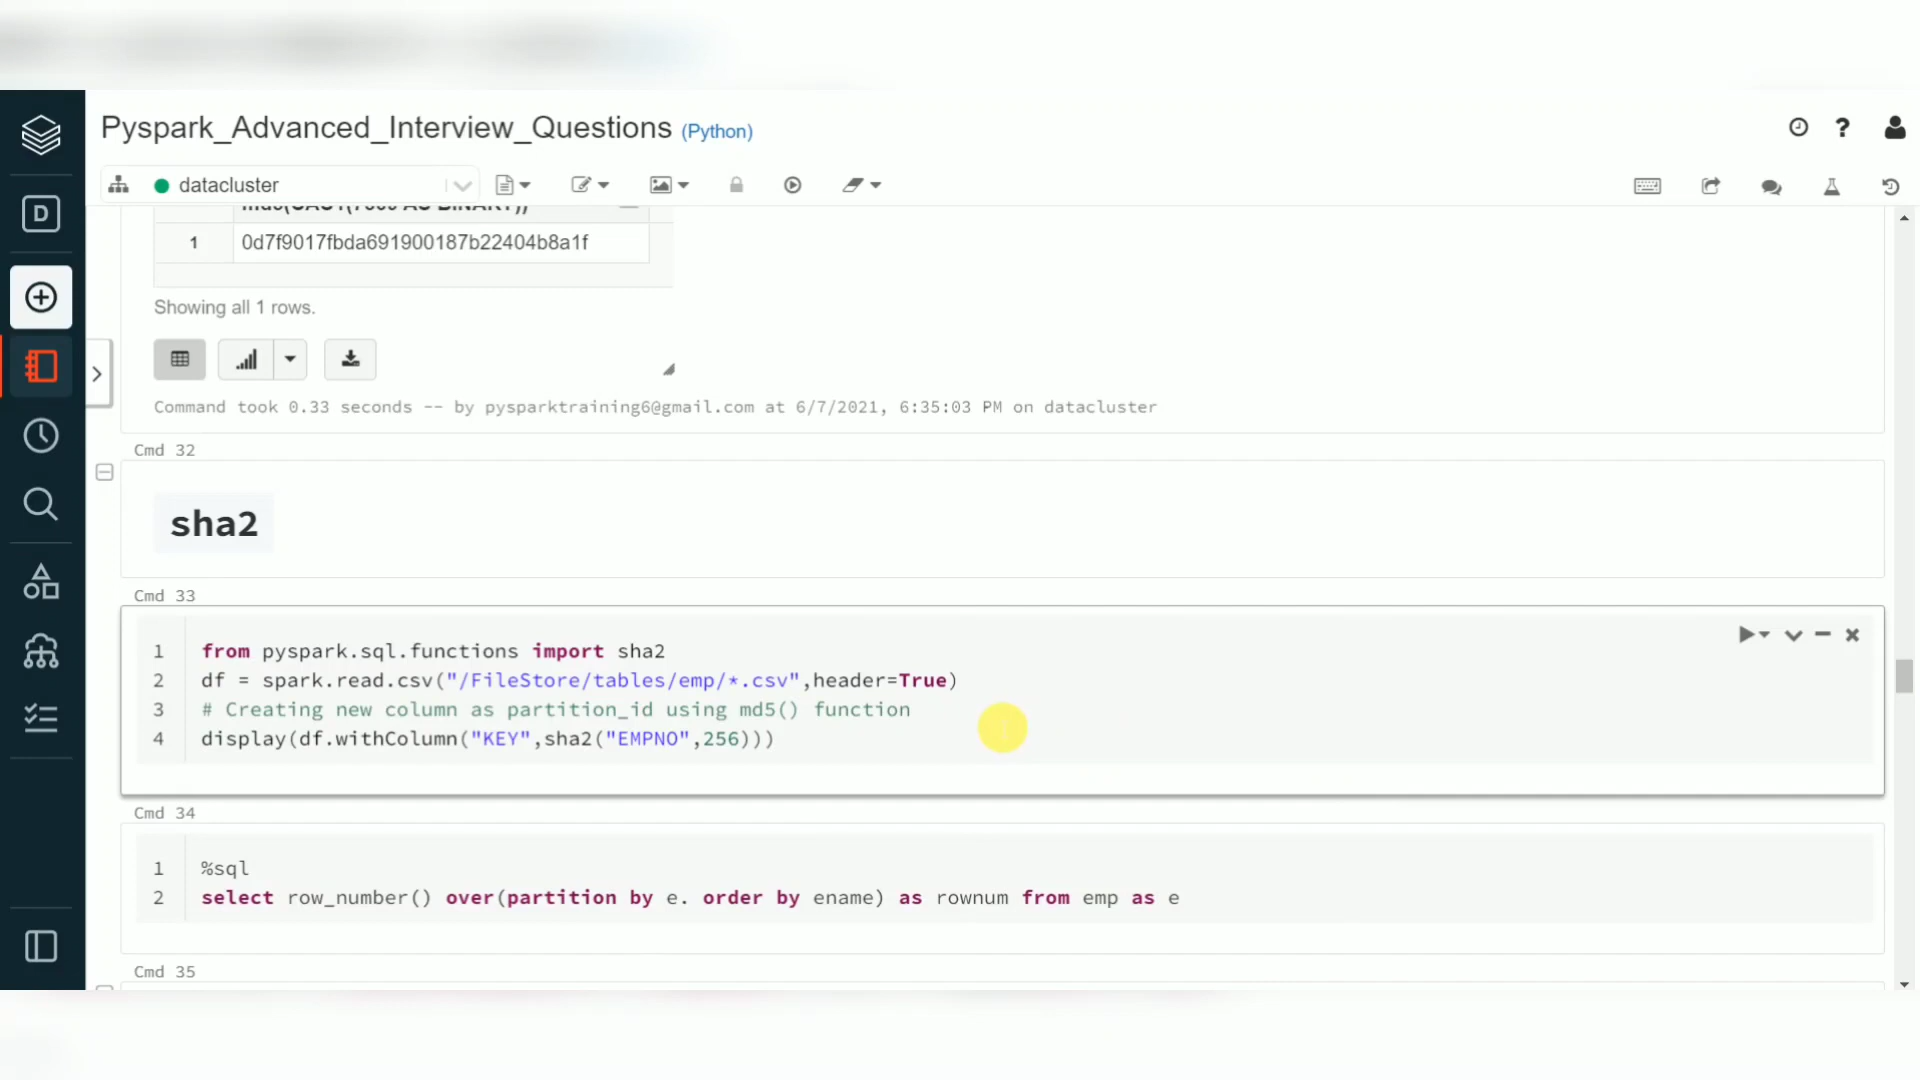 Pyspark_Advanced_Interview_Questions (Python)
datacluster
1 0d7f9017fbda691900187b22404b8a1f
Showing all 1 rows.
Command took 0.33 seconds -- by pysparktraining6@gmail.com at 6/7/2021, 6:35:03 PM on datacluster
Cmd 32
sha2
Cmd 33
1 from pyspark.sql.functions import sha2
2 df = spark.read.csv("/FileStore/tables/emp/*.csv",header=True)
3 # Creating new column as partition_id using md5() function
4 display(df.withColumn("KEY",sha2("EMPNO",256)))
Cmd 34
1 %sql
2 select row_number() over(partition by e. order by ename) as rownum from emp as e
Cmd 35